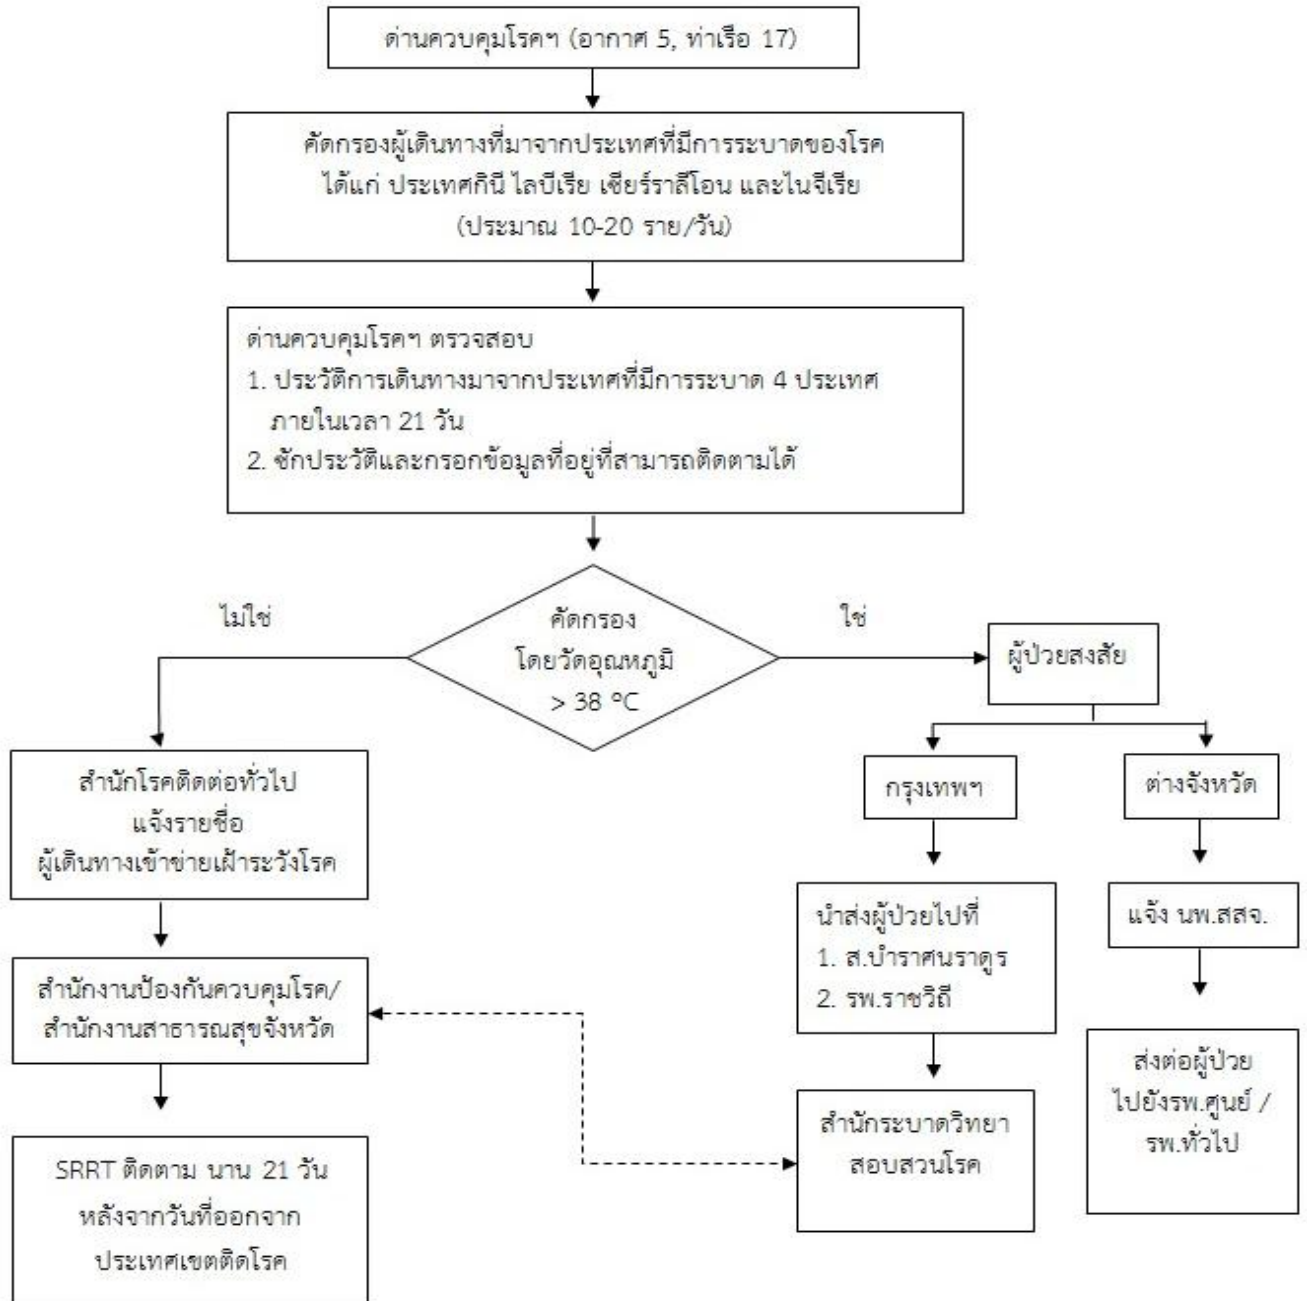 ด่านควบคุมโรคฯ (อากาศ 5, ท่าเรือ 17)
คัดกรองผู้เดินทางที่มาจากประเทศที่มีการระบาดของโรค
ได้แก่ ประเทศกินี ไลบีเรีย เซียร์ราลีโอน และไนจีเรีย
(ประมาณ 10-20 ราย/วัน)
ด่านควบคุมโรคฯ ตรวจสอบ
1. ประวัติการเดินทางมาจากประเทศที่มีการระบาด 4 ประเทศ
ภายในเวลา 21 วัน
2. ซักประวัติและกรอกข้อมูลที่อยู่ที่สามารถติดตามได้
ไม่ใช่
คัดกรอง
โดยวัดอุณหภูมิ
> 38 °C
ใช่
ผู้ป่วยสงสัย
สำนักโรคติดต่อทั่วไป
แจ้งรายชื่อ
ผู้เดินทางเข้าข่ายเฝ้าระวังโรค
สำนักงานป้องกันควบคุมโรค/
สำนักงานสาธารณสุขจังหวัด
SRRT ติดตาม นาน 21 วัน
หลังจากวันที่ออกจาก
ประเทศเขตติดโรค
กรุงเทพฯ
นำส่งผู้ป่วยไปที่
1. ส.บำราศนราดูร
2. รพ.ราชวิถี
สำนักระบาดวิทยา
สอบสวนโรค
ต่างจังหวัด
แจ้ง นพ.สสจ.
ส่งต่อผู้ป่วย
ไปยังรพ.ศูนย์ /
รพ.ทั่วไป